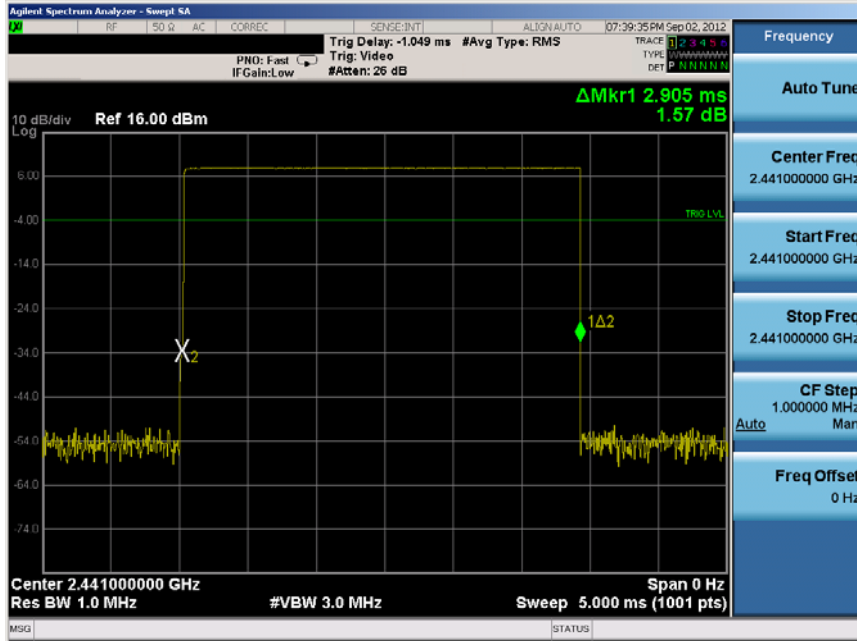 Agilent Spectrum Analyzer - Swept SA
RF 50 Ω AC CORREC SENSE:INT ALIGN AUTO 07:39:35 PM Sep 02, 2012
Trig Delay: -1.049 ms #Avg Type: RMS TRACE 1 2 3 4 5 6
PNO: Fast Trig: Video TYPE WWWWWW
IFGain:Low #Atten: 26 dB DET P N N N N N
ΔMkr1 2.905 ms
1.57 dB
10 dB/div Ref 16.00 dBm
Log
6.00
-4.00
TRIG LVL
-14.0
-24.0
1Δ2
-34.0
X2
-44.0
-54.0
-64.0
-74.0
Center 2.441000000 GHz Span 0 Hz
Res BW 1.0 MHz #VBW 3.0 MHz Sweep 5.000 ms (1001 pts)
MSG STATUS
Frequency
Auto Tune
Center Freq
2.441000000 GHz
Start Freq
2.441000000 GHz
Stop Freq
2.441000000 GHz
CF Step
1.000000 MHz
Auto Man
Freq Offset
0 Hz